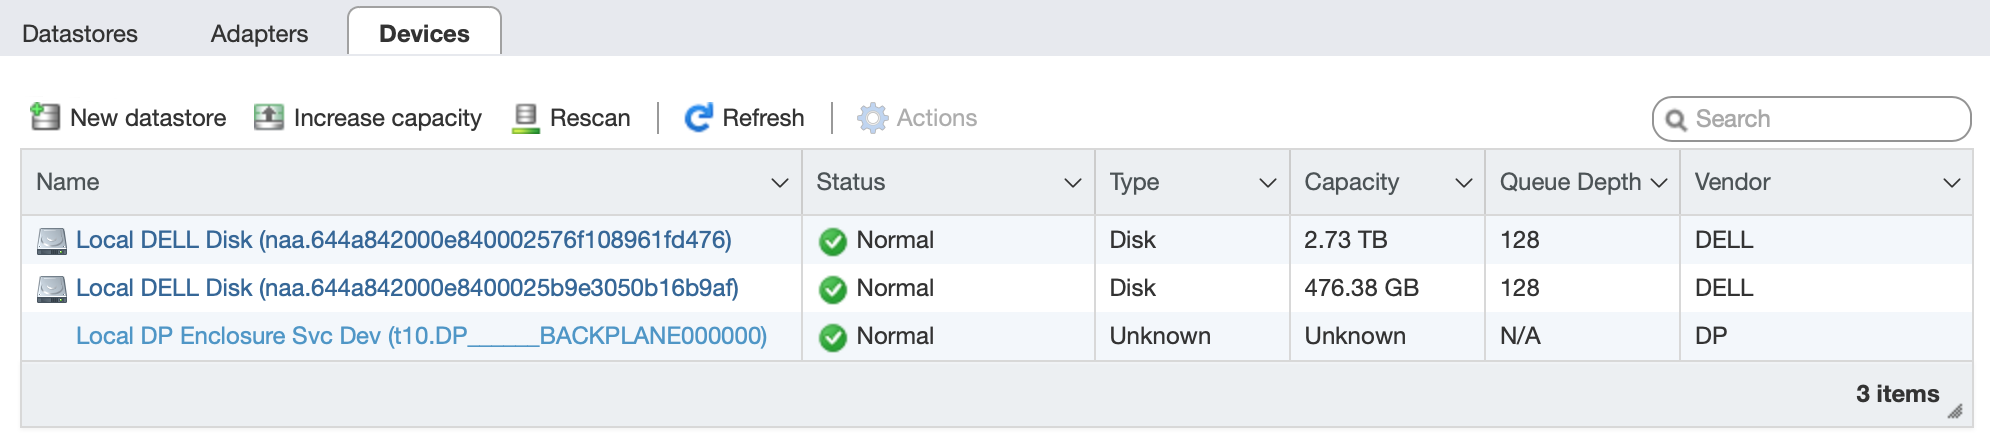 Datastores Adapters Devices
New datastore Increase capacity Rescan Refresh Actions Search
Name Status Type Capacity Queue Depth Vendor
Local DELL Disk (naa.644a842000e840002576f108961fd476) Normal Disk 2.73 TB 128 DELL
Local DELL Disk (naa.644a842000e8400025b9e3050b16b9af) Normal Disk 476.38 GB 128 DELL
Local DP Enclosure Svc Dev (t10.DP______BACKPLANE000000) Normal Unknown Unknown N/A DP
3 items